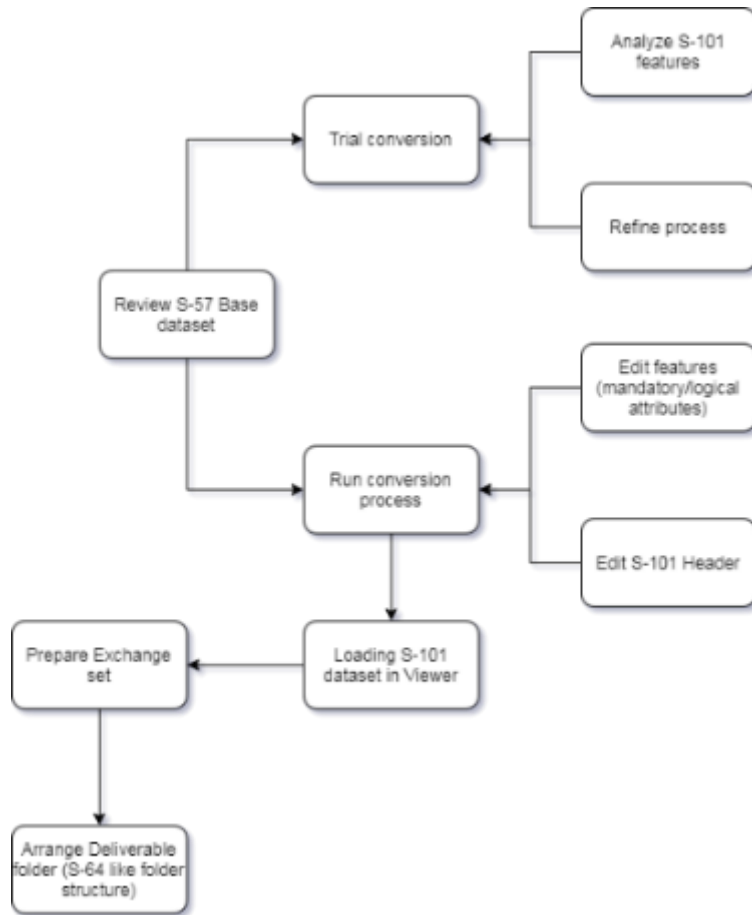 Analyze S-101
features
Trial conversion
Refine process
Review S-57 Base
dataset
Edit features
(mandatory/logical
attributes)
Run conversion
process
Edit S-101 Header
Prepare Exchange
set
Loading S-101
dataset in Viewer
Arrange Deliverable
folder (S-64 like folder
structure)